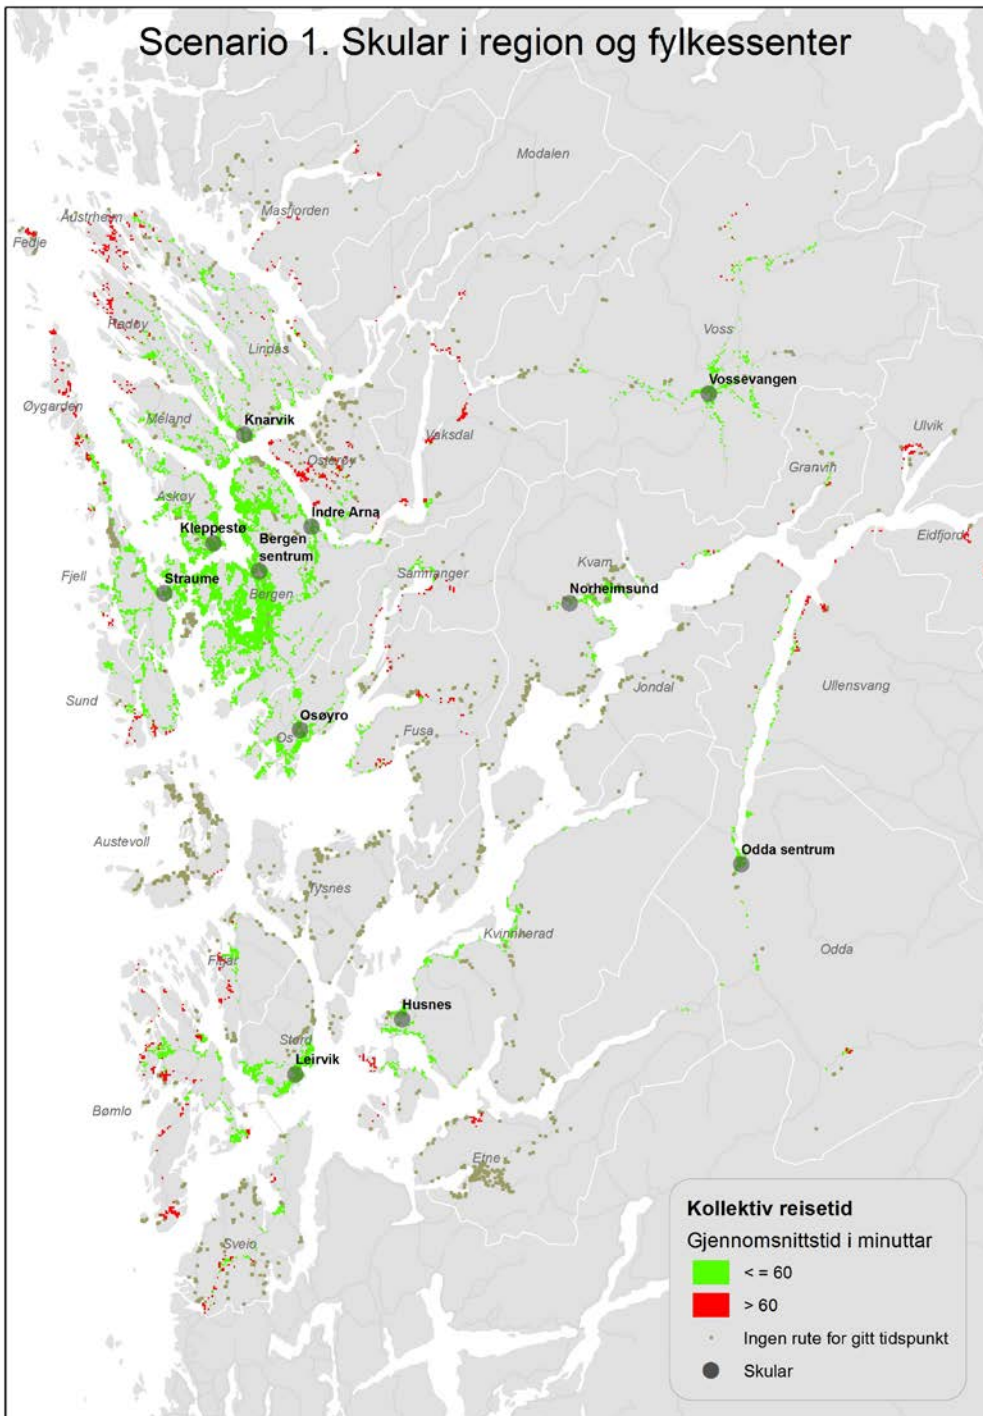 Scenario 1. Skular i region og fylkessenter
Modalen
Masfjorden
Austrheim
Fedje
Radøy
Lindås
Voss
Vossevangen
Øygarden
Meland
Knarvik
Vaksdal
Osterøy
Ulvik
Granvin
Askøy
Kleppestø
Indre Arna
Bergen
sentrum
Eidfjord
Fjell
Straume
Bergen
Samnanger
Kvam
Norheimsund
Sund
Osøyro
Os
Fusa
Jondal
Ullensvang
Austevoll
Tysnes
Odda sentrum
Kvinnherad
Odda
Fitjar
Husnes
Stord
Leirvik
Bømlo
Etne
Sveio
Kollektiv reisetid
Gjennomsnittstid i minuttar
< = 60
> 60
Ingen rute for gitt tidspunkt
Skular